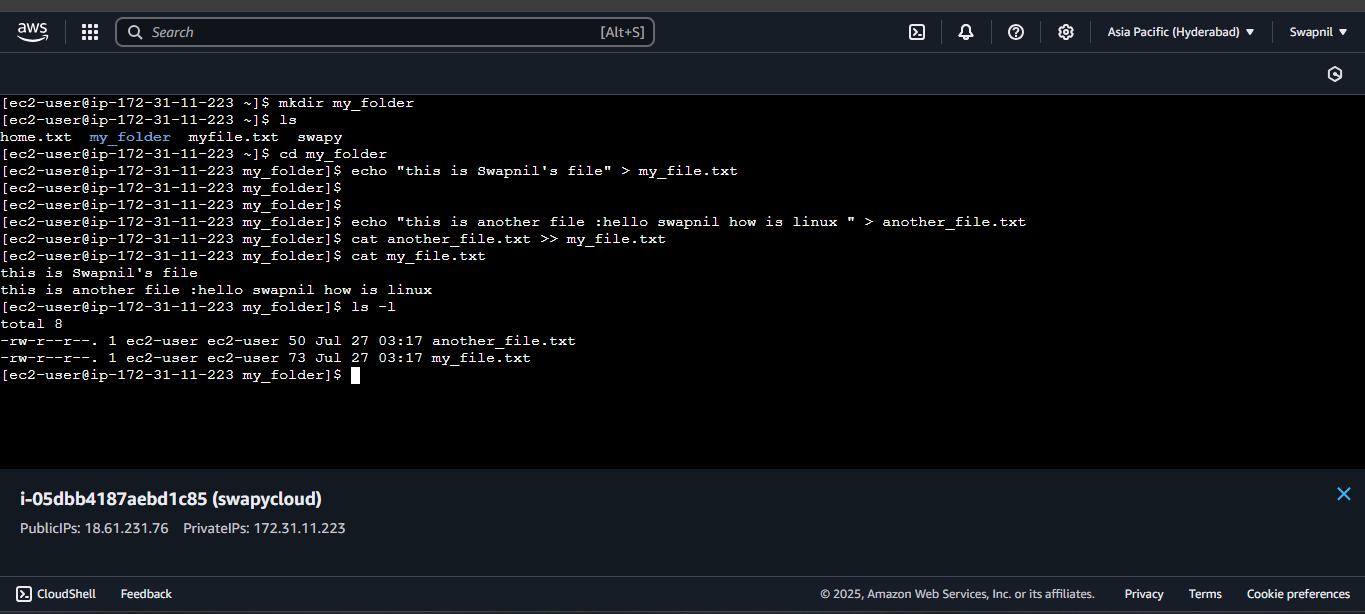 aws
Search [Alt+S]
Asia Pacific (Hyderabad) ▼ Swapnil ▼
[ec2-user@ip-172-31-11-223 ~]$ mkdir my_folder
[ec2-user@ip-172-31-11-223 ~]$ ls
home.txt  my_folder  myfile.txt  swapy
[ec2-user@ip-172-31-11-223 ~]$ cd my_folder
[ec2-user@ip-172-31-11-223 my_folder]$ echo "this is Swapnil's file" > my_file.txt
[ec2-user@ip-172-31-11-223 my_folder]$
[ec2-user@ip-172-31-11-223 my_folder]$
[ec2-user@ip-172-31-11-223 my_folder]$ echo "this is another file :hello swapnil how is linux " > another_file.txt
[ec2-user@ip-172-31-11-223 my_folder]$ cat another_file.txt >> my_file.txt
[ec2-user@ip-172-31-11-223 my_folder]$ cat my_file.txt
this is Swapnil's file
this is another file :hello swapnil how is linux
[ec2-user@ip-172-31-11-223 my_folder]$ ls -l
total 8
-rw-r--r--. 1 ec2-user ec2-user 50 Jul 27 03:17 another_file.txt
-rw-r--r--. 1 ec2-user ec2-user 73 Jul 27 03:17 my_file.txt
[ec2-user@ip-172-31-11-223 my_folder]$
i-05dbb4187aebd1c85 (swapycloud)
PublicIPs: 18.61.231.76 PrivateIPs: 172.31.11.223
CloudShell Feedback © 2025, Amazon Web Services, Inc. or its affiliates. Privacy Terms Cookie preferences